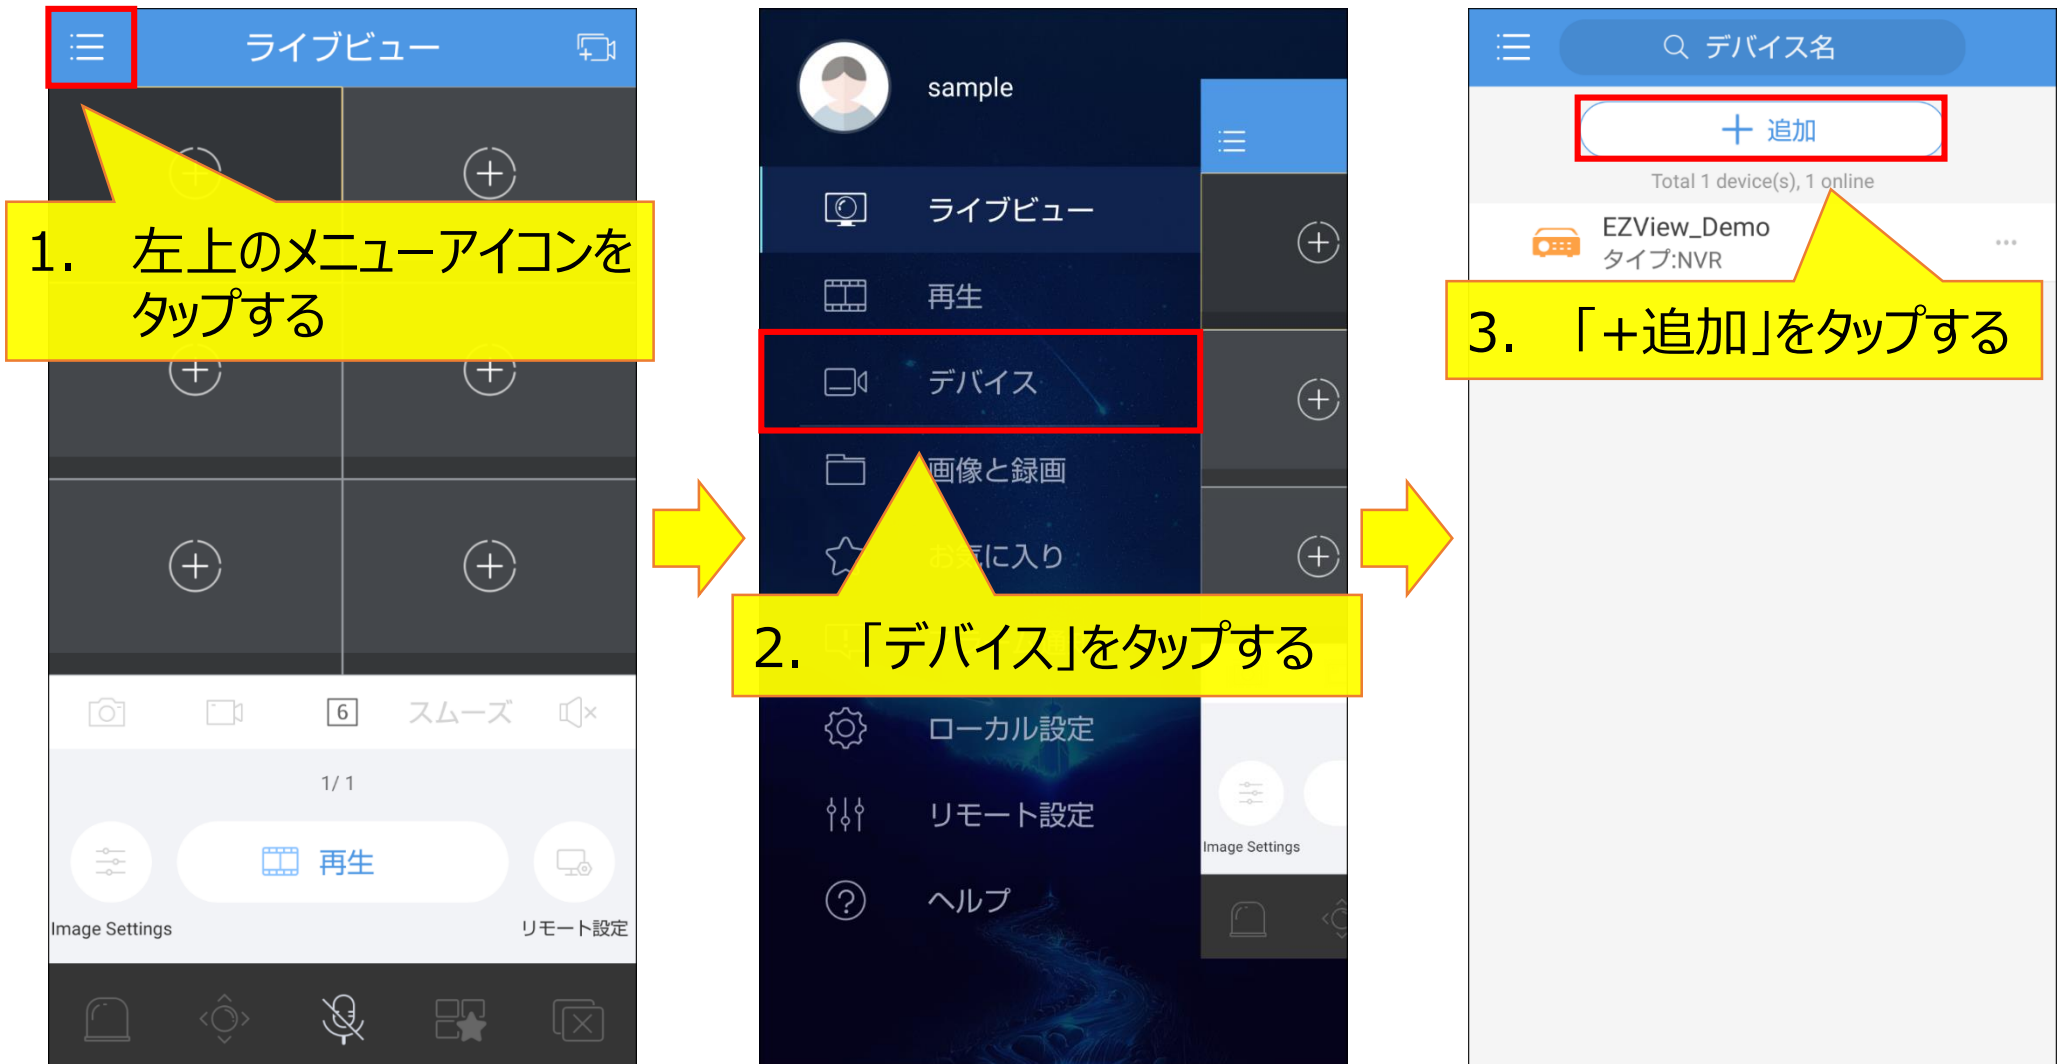 ライブビュー
1. 左上のメニューアイコンを
タップする
6
スムーズ
1/ 1
再生
Image Settings
リモート設定
sample
ライブビュー
再生
デバイス
画像と録画
お気に入り
2. 「デバイス」をタップする
ローカル設定
リモート設定
ヘルプ
Image Settings
デバイス名
追加
Total 1 device(s), 1 online
EZView_Demo
タイプ:NVR
3. 「+追加」をタップする